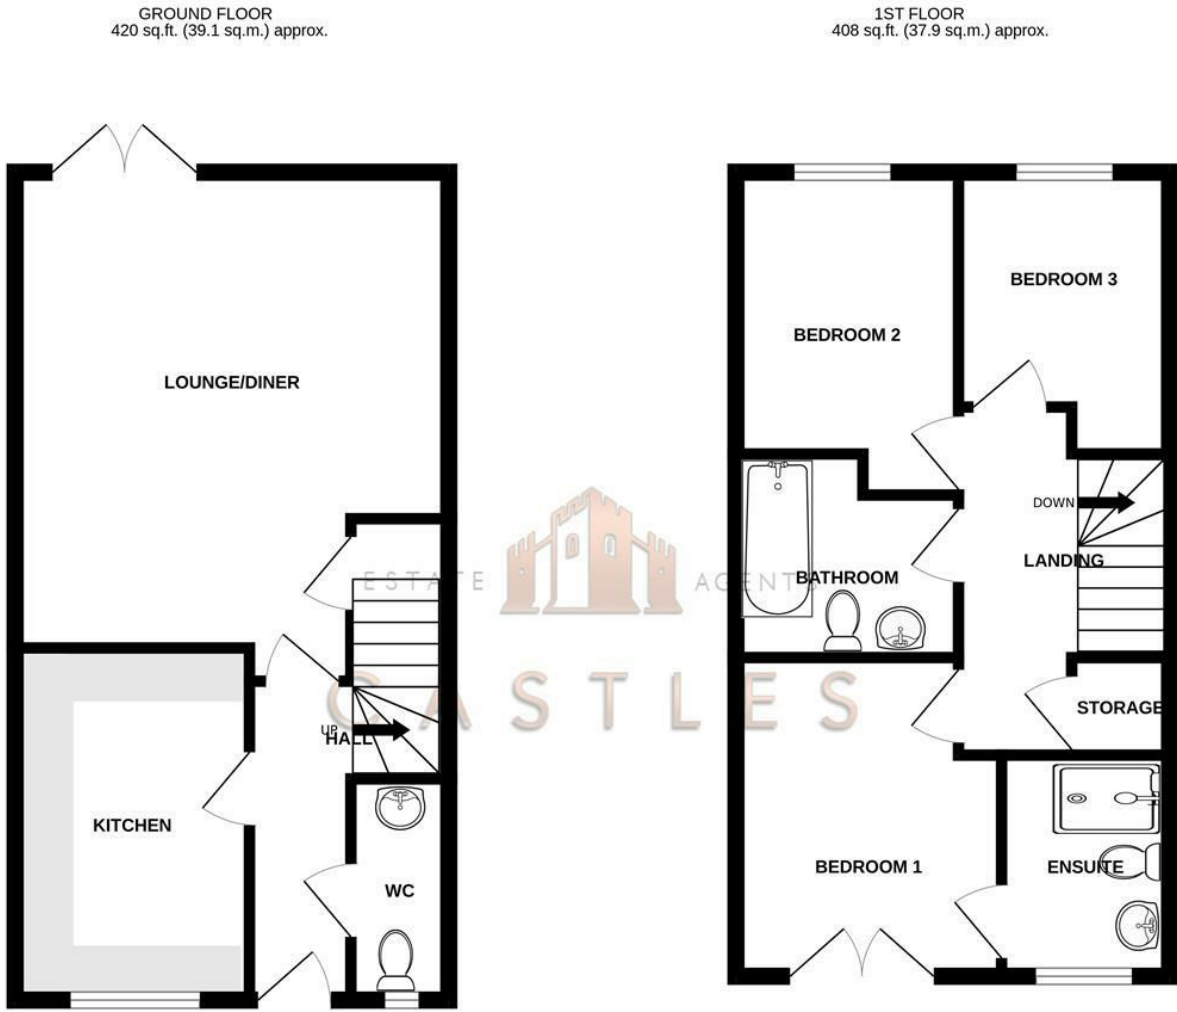 GROUND FLOOR
420 sq.ft. (39.1 sq.m.) approx.
1ST FLOOR
408 sq.ft. (37.9 sq.m.) approx.
BEDROOM 3
BEDROOM 2
LOUNGE/DINER
DOWN
LANDING
ESTATE AGENTS
BATHROOM
CASTLES
STORAGE
UP
HALL
KITCHEN
BEDROOM 1
ENSUITE
WC